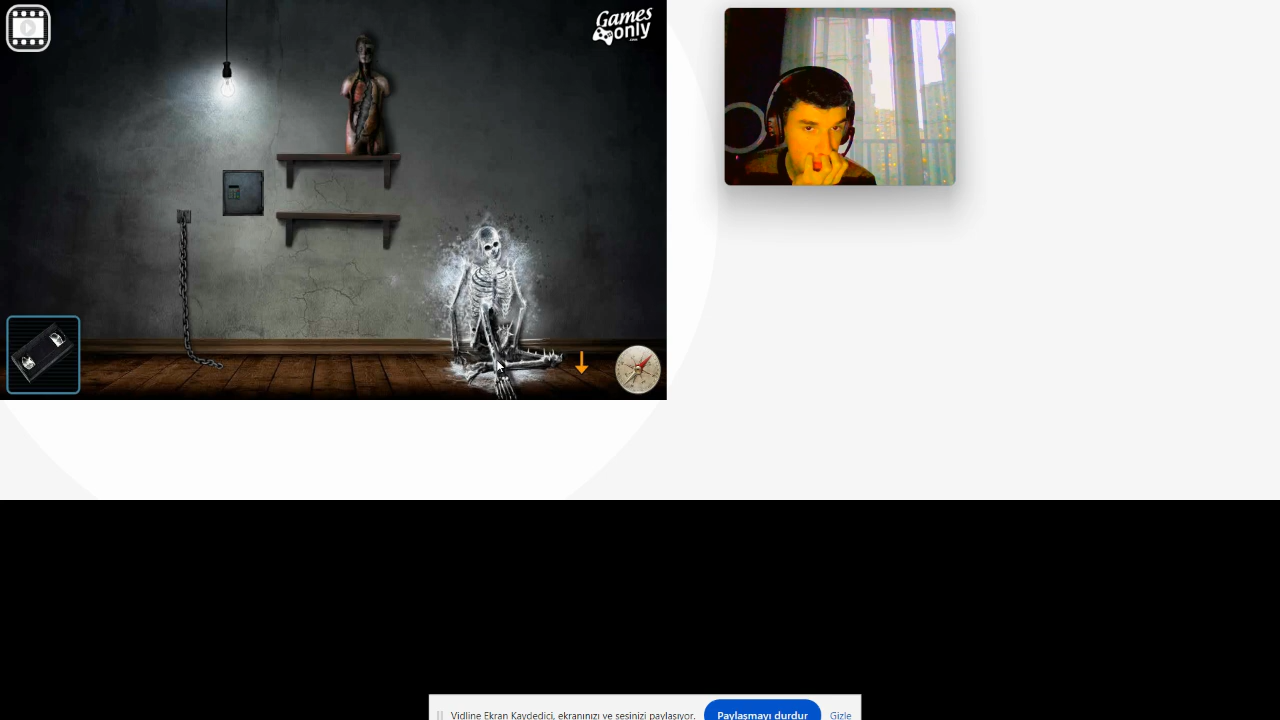 Games
only
Vidline Ekran Kaydedici, ekranınızı ve sesinizi paylaşıyor. Paylaşmayı durdur Gizle